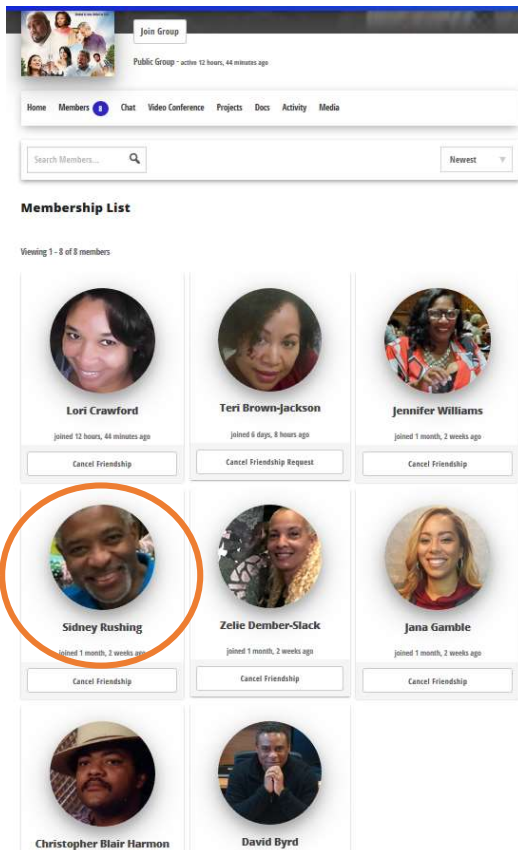 Join Group
Public Group - active 12 hours, 44 minutes ago
Home Members 8 Chat Video Conference Projects Docs Activity Media
Search Members... Newest
Membership List
Viewing 1 - 8 of 8 members
Lori Crawford Teri Brown-Jackson Jennifer Williams
joined 12 hours, 44 minutes ago joined 6 days, 8 hours ago joined 1 month, 2 weeks ago
Cancel Friendship Cancel Friendship Request Cancel Friendship
Sidney Rushing Zelie Dember-Slack Jana Gamble
joined 1 month, 2 weeks ago joined 1 month, 2 weeks ago joined 1 month, 2 weeks ago
Cancel Friendship Cancel Friendship Cancel Friendship
Christopher Blair Harmon David Byrd